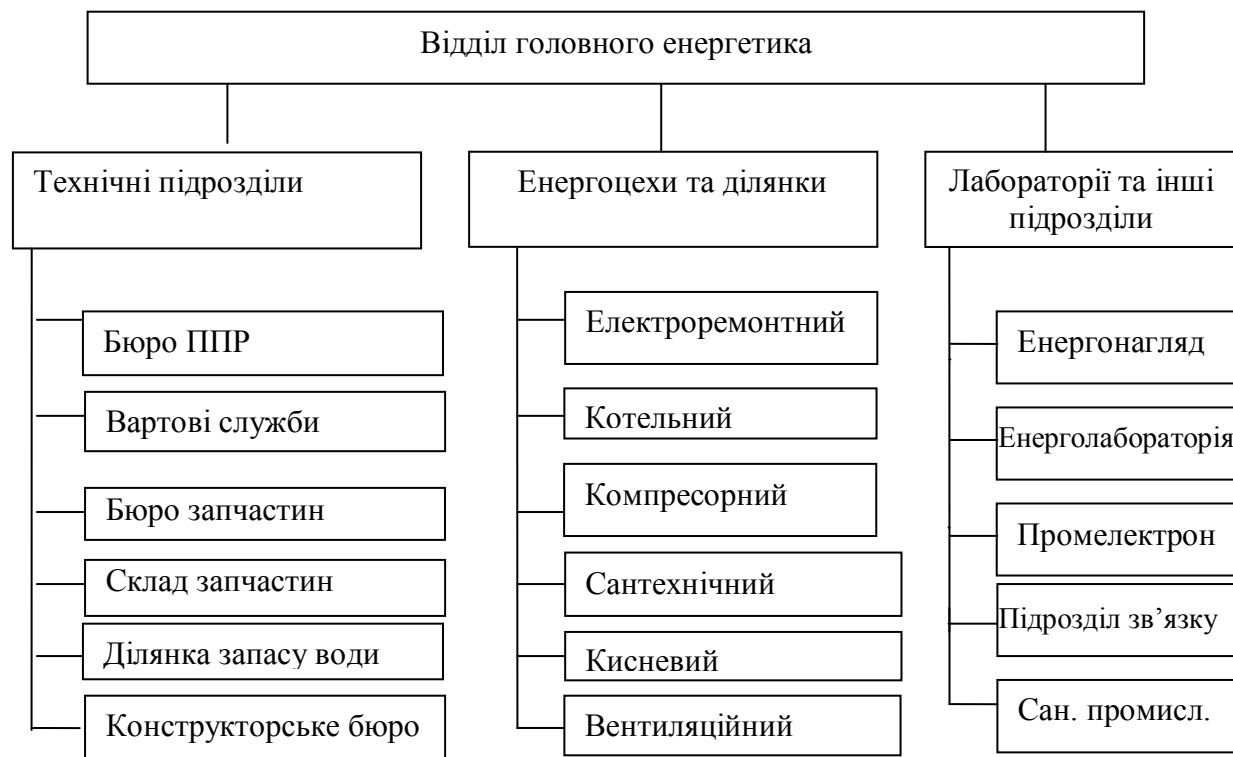 Відділ головного енергетика
Технічні підрозділи
Бюро ППР
Вартові служби
Бюро запчастин
Склад запчастин
Ділянка запасу води
Конструкторське бюро
Енергоцехи та ділянки
Електроремонтний
Котельний
Компресорний
Сантехнічний
Кисневий
Вентиляційний
Лабораторії та інші
підрозділи
Енергонагляд
Енерголабораторія
Промелектрон
Підрозділ зв’язку
Сан. промисл.